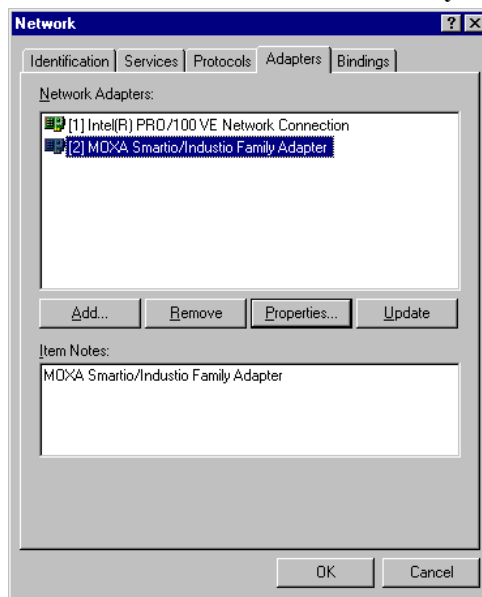 Network
? X
Identification Services Protocols Adapters Bindings
Network Adapters:
[1] Intel(R) PRO/100 VE Network Connection
[2] MOXA Smartio/Industio Family Adapter
Add... Remove Properties... Update
Item Notes:
MOXA Smartio/Industio Family Adapter
OK Cancel